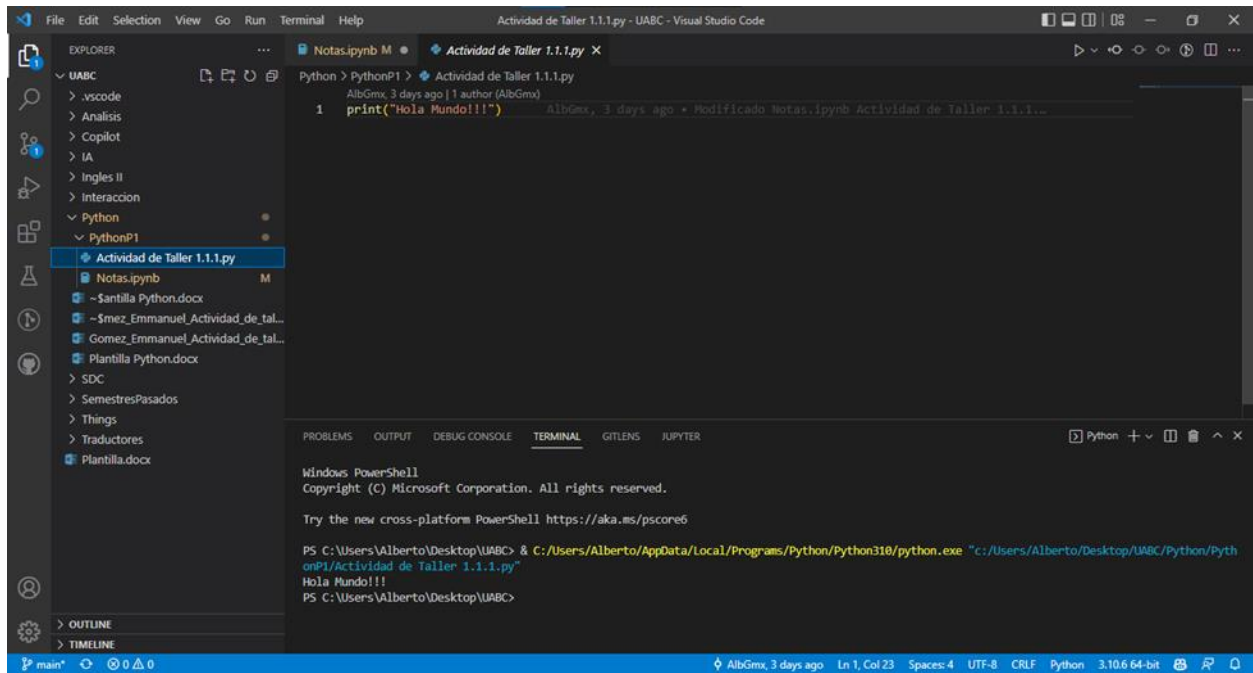 File Edit Selection View Go Run Terminal Help Actividad de Taller 1.1.1.py - UABC - Visual Studio Code
EXPLORER
UABC
.vscode
Analisis
Copilot
IA
Ingles II
Interaccion
Python
PythonP1
Actividad de Taller 1.1.1.py
Notas.ipynb M
~$antilla Python.docx
~$mez_Emmanuel_Actividad_de_tal...
Gomez_Emmanuel_Actividad_de_tal...
Plantilla Python.docx
SDC
SemestresPasados
Things
Traductores
Plantilla.docx
OUTLINE
TIMELINE
Notas.ipynb M Actividad de Taller 1.1.1.py
Python > PythonP1 > Actividad de Taller 1.1.1.py
AlbGmx, 3 days ago | 1 author (AlbGmx)
1 print("Hola Mundo!!!") AlbGmx, 3 days ago • Modificado Notas.ipynb Actividad de Taller 1.1.1...
PROBLEMS OUTPUT DEBUG CONSOLE TERMINAL GITLENS JUPYTER Python
Windows PowerShell
Copyright (C) Microsoft Corporation. All rights reserved.
Try the new cross-platform PowerShell https://aka.ms/pscore6
PS C:\Users\Alberto\Desktop\UABC> & C:/Users/Alberto/AppData/Local/Programs/Python/Python310/python.exe "c:/Users/Alberto/Desktop/UABC/Python/Pyth
onP1/Actividad de Taller 1.1.1.py"
Hola Mundo!!!
PS C:\Users\Alberto\Desktop\UABC>
main* 0 0 AlbGmx, 3 days ago Ln 1, Col 23 Spaces: 4 UTF-8 CRLF Python 3.10.6 64-bit